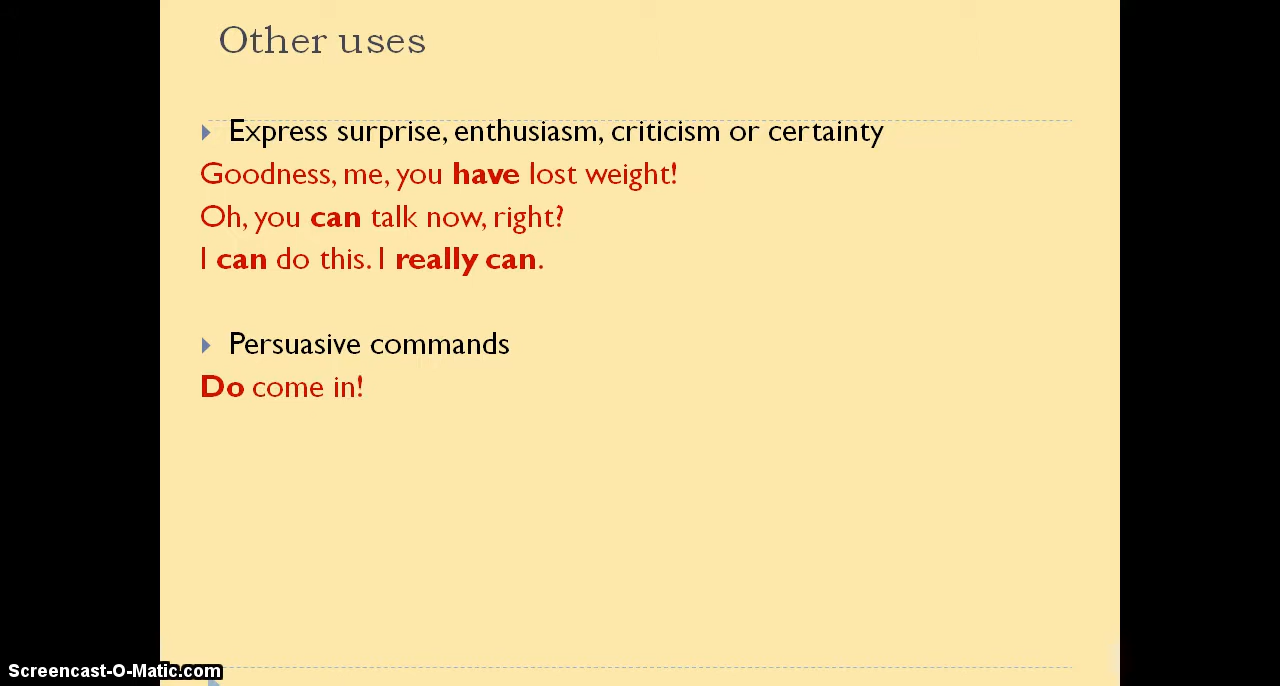 Other uses
Express surprise, enthusiasm, criticism or certainty
Goodness, me, you have lost weight!
Oh, you can talk now, right?
I can do this. I really can.
Persuasive commands
Do come in!
Screencast-O-Matic.com